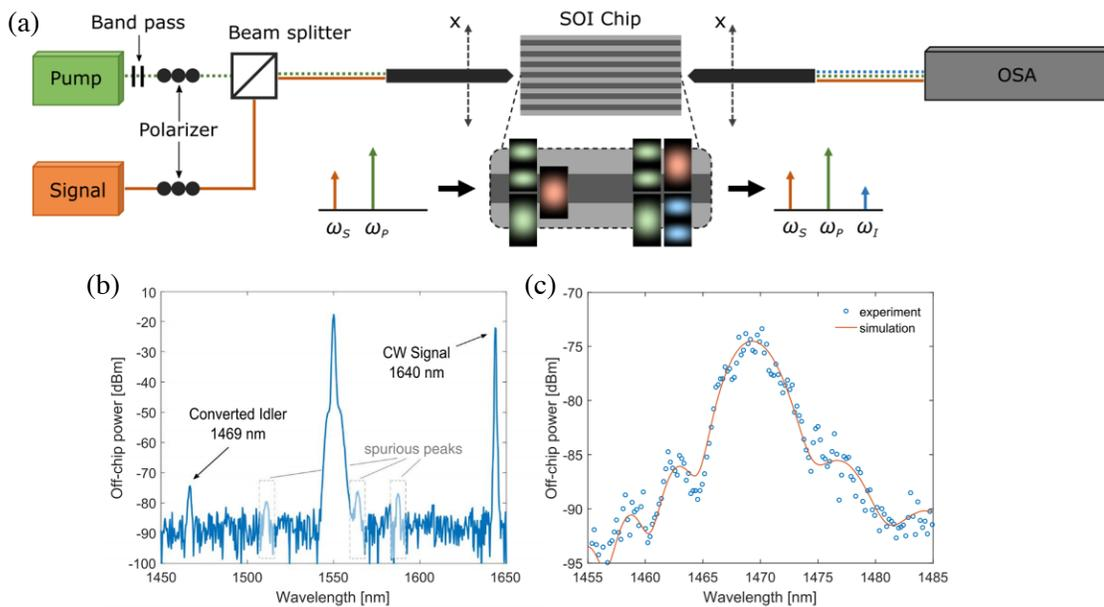 (a)
Band pass
Beam splitter
x
SOI Chip
x
Pump
OSA
Polarizer
Signal
ω_S ω_P
ω_S ω_P ω_I
(b)
10
-20
-30
-40
-50
-60
-70
-80
-90
-100
Off-chip power [dBm]
1450 1500 1550 1600 1650
Wavelength [nm]
CW Signal
1640 nm
Converted Idler
1469 nm
spurious peaks
(c)
-70
-75
-80
-85
-90
-95
Off-chip power [dBm]
1455 1460 1465 1470 1475 1480 1485
Wavelength [nm]
experiment
simulation